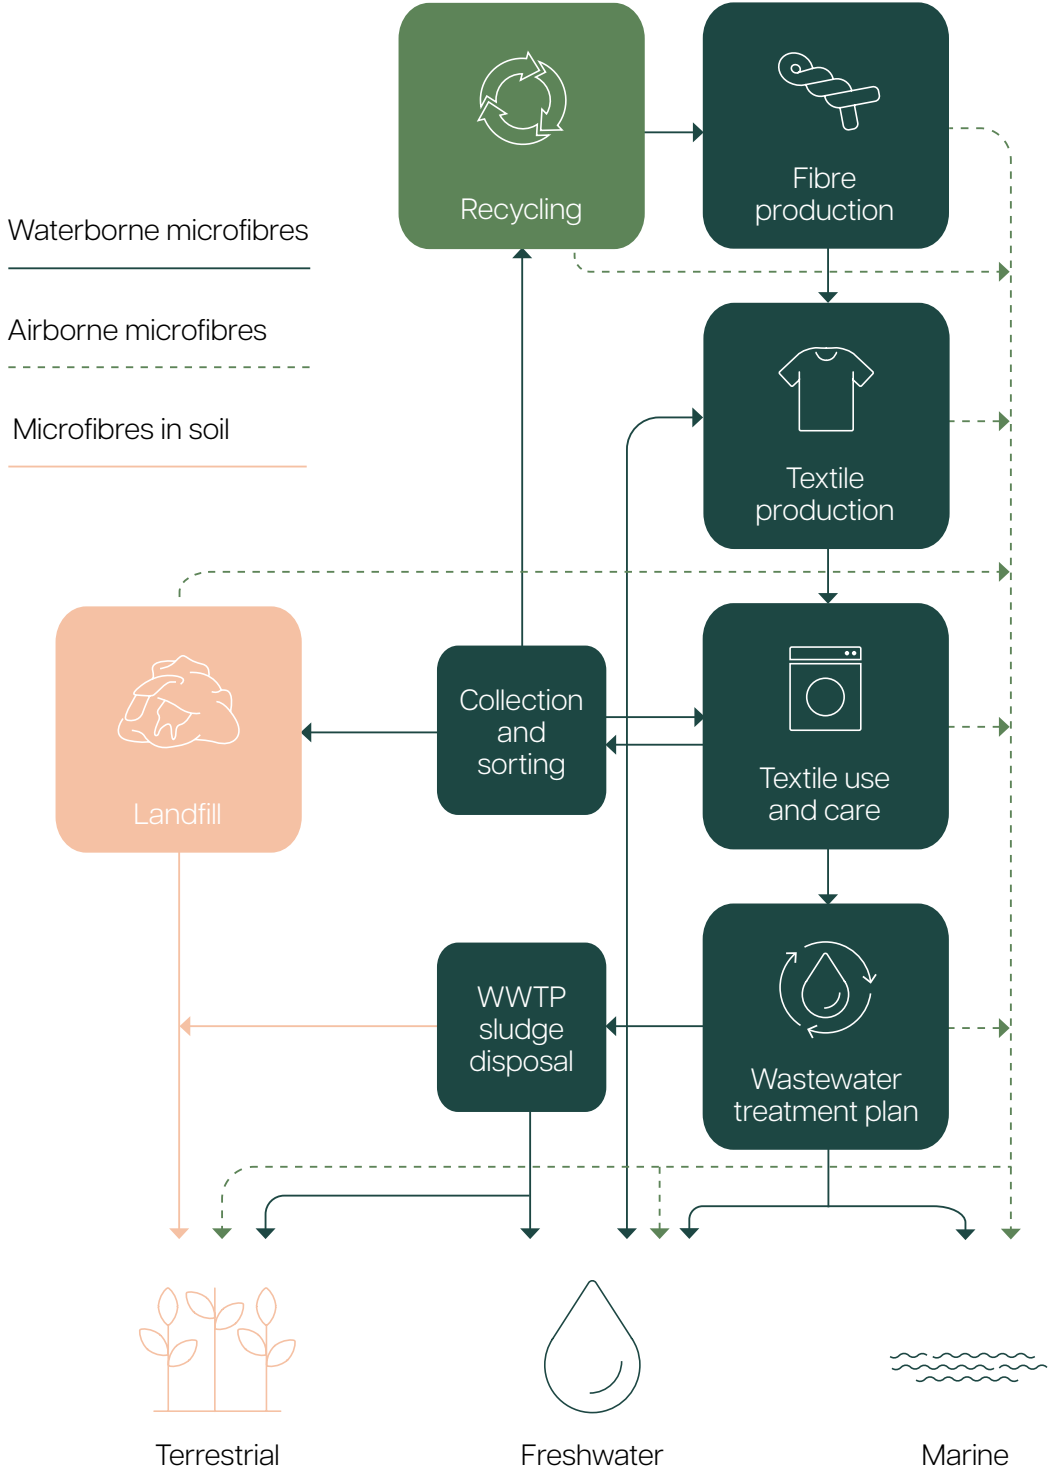 Waterborne microfibres
Airborne microfibres
Microfibres in soil
Recycling
Fibre
production
Textile
production
Landfill
Collection
and
sorting
Textile use
and care
WWTP
sludge
disposal
Wastewater
treatment plan
Terrestrial
Freshwater
Marine